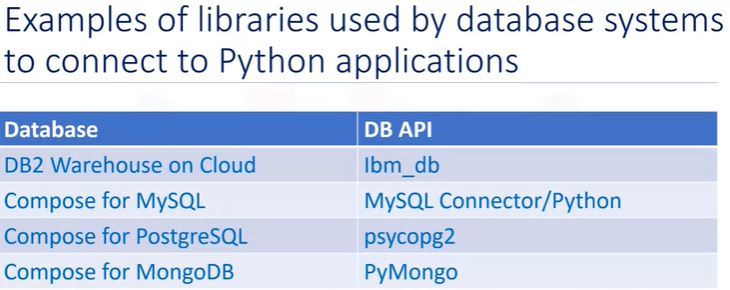 Examples of libraries used by database systems
to connect to Python applications
Database DB API
DB2 Warehouse on Cloud Ibm_db
Compose for MySQL MySQL Connector/Python
Compose for PostgreSQL psycopg2
Compose for MongoDB PyMongo